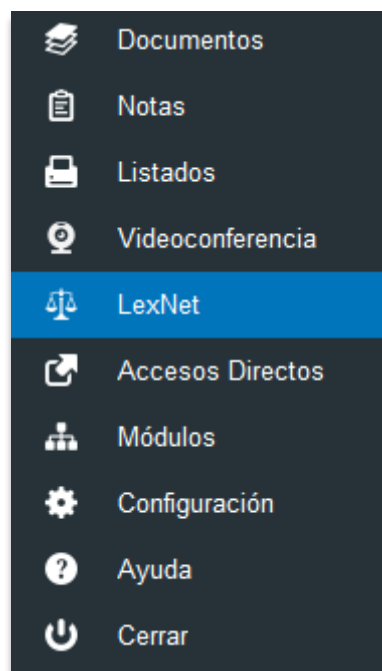 Documentos
Notas
Listados
Videoconferencia
LexNet
Accesos Directos
Módulos
Configuración
Ayuda
Cerrar